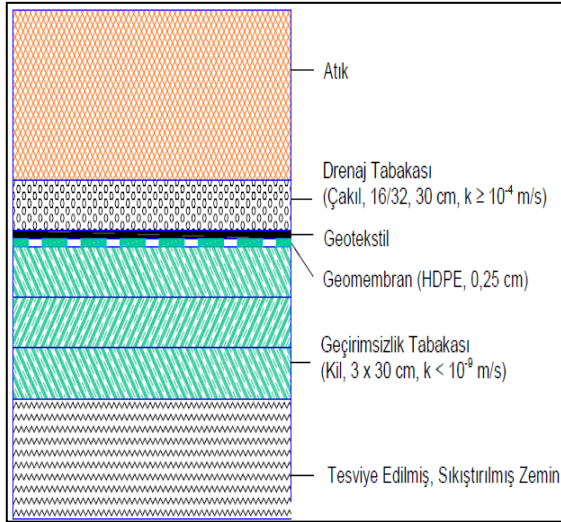 Atık
Drenaj Tabakası
(Çakıl, 16/32, 30 cm, k ≥ 10⁻⁴ m/s)
Geotekstil
Geomembran (HDPE, 0,25 cm)
Geçirimsizlik Tabakası
(Kil, 3 x 30 cm, k < 10⁻⁹ m/s)
Tesviye Edilmiş, Sıkıştırılmış Zemin